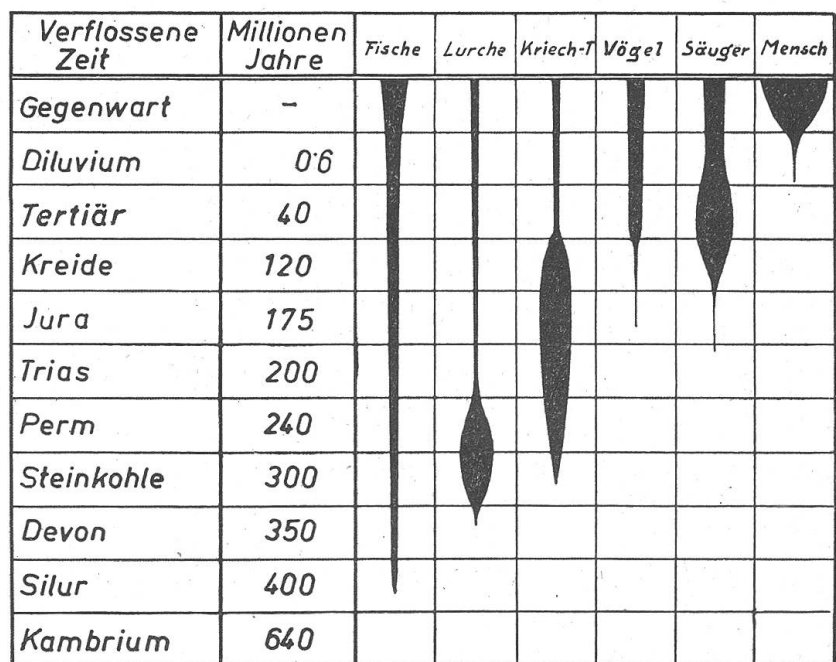 Verflossene Zeit Millionen Jahre Fische Lurche Kriech-T Vögel Säuger Mensch
Gegenwart –
Diluvium 0·6
Tertiär 40
Kreide 120
Jura 175
Trias 200
Perm 240
Steinkohle 300
Devon 350
Silur 400
Kambrium 640